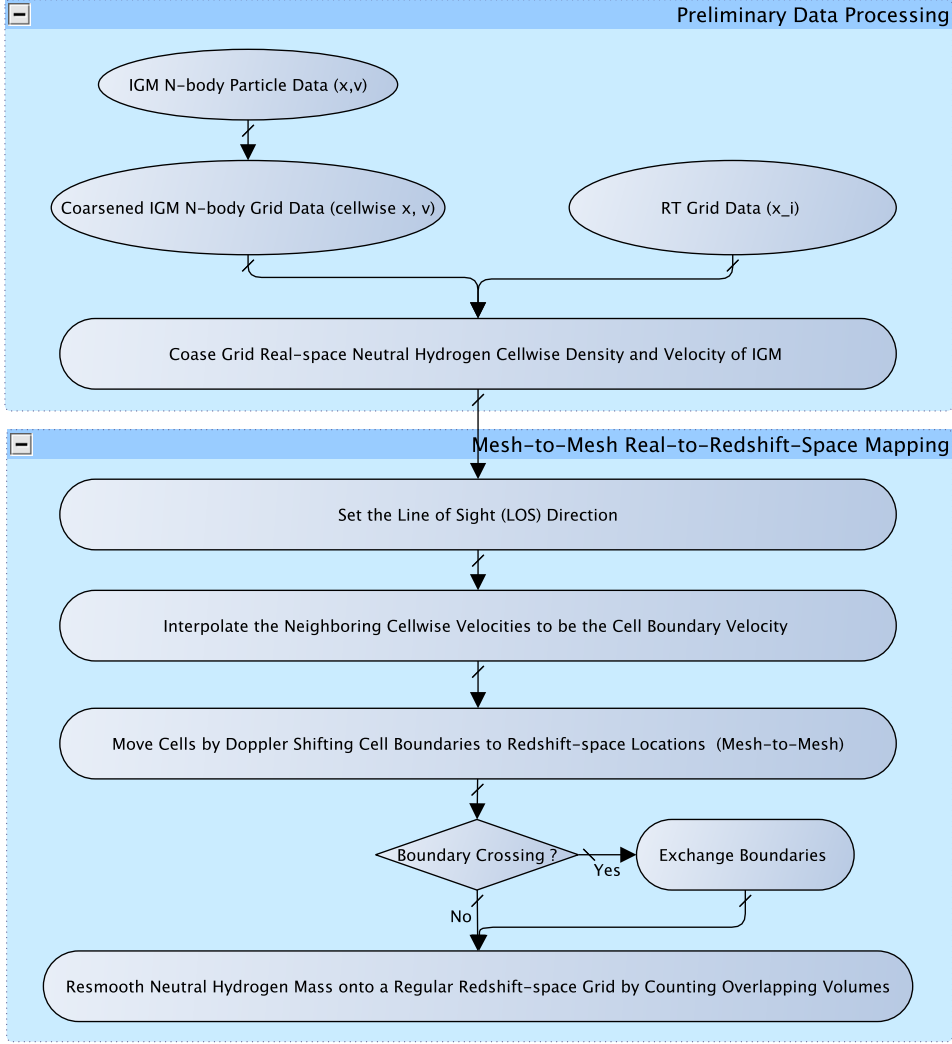 Preliminary Data Processing
IGM N-body Particle Data (x,v)
Coarsened IGM N-body Grid Data (cellwise x, v)
RT Grid Data (x_i)
Coase Grid Real-space Neutral Hydrogen Cellwise Density and Velocity of IGM
Mesh-to-Mesh Real-to-Redshift-Space Mapping
Set the Line of Sight (LOS) Direction
Interpolate the Neighboring Cellwise Velocities to be the Cell Boundary Velocity
Move Cells by Doppler Shifting Cell Boundaries to Redshift-space Locations  (Mesh-to-Mesh)
Boundary Crossing ?
Yes
Exchange Boundaries
No
Resmooth Neutral Hydrogen Mass onto a Regular Redshift-space Grid by Counting Overlapping Volumes